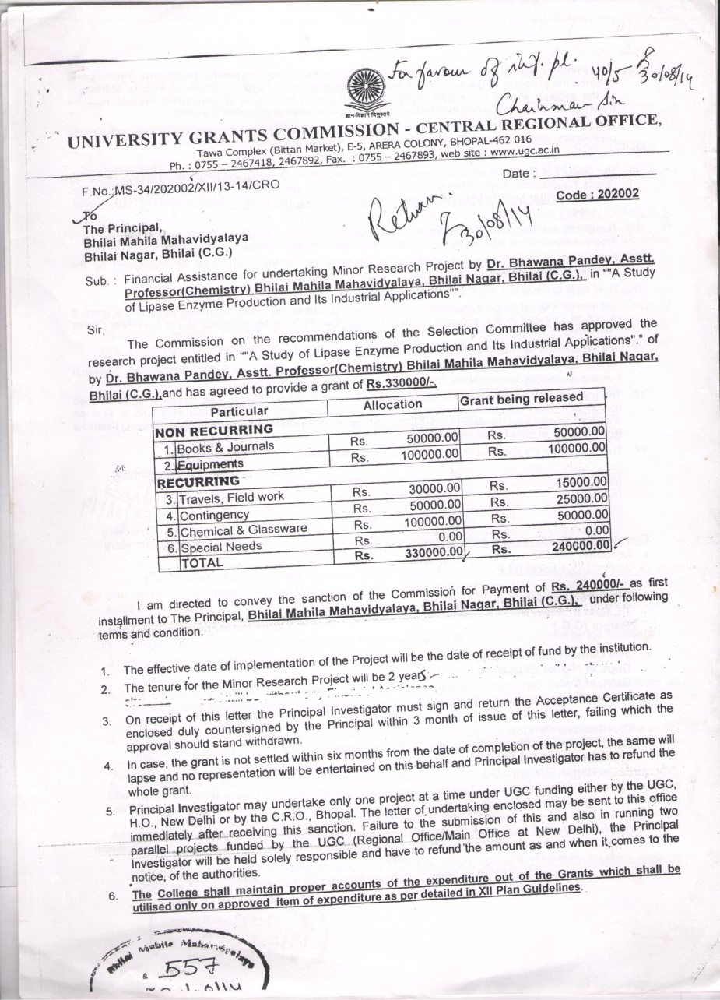 For favour of inf. pl. 40/5 30/08/14
Chairman Sir
ज्ञान-विज्ञान विमुक्तये
UNIVERSITY GRANTS COMMISSION - CENTRAL REGIONAL OFFICE,
Tawa Complex (Bittan Market), E-5, ARERA COLONY, BHOPAL-462 016
Ph. : 0755 – 2467418, 2467892, Fax. : 0755 – 2467893, web site : www.ugc.ac.in
F.No.:MS-34/202002/XII/13-14/CRO
Date :
Code : 202002
Return
30/08/14
To
The Principal,
Bhilai Mahila Mahavidyalaya
Bhilai Nagar, Bhilai (C.G.)
Sub. : Financial Assistance for undertaking Minor Research Project by Dr. Bhawana Pandey, Asstt.
Professor(Chemistry) Bhilai Mahila Mahavidyalaya, Bhilai Nagar, Bhilai (C.G.), in ""A Study
of Lipase Enzyme Production and Its Industrial Applications"".
Sir,
The Commission on the recommendations of the Selection Committee has approved the
research project entitled in ""A Study of Lipase Enzyme Production and Its Industrial Applications"." of
by Dr. Bhawana Pandey, Asstt. Professor(Chemistry) Bhilai Mahila Mahavidyalaya, Bhilai Nagar,
Bhilai (C.G.),and has agreed to provide a grant of Rs.330000/-.
Particular Allocation Grant being released
NON RECURRING
1. Books & Journals Rs. 50000.00 Rs. 50000.00
2. Equipments Rs. 100000.00 Rs. 100000.00
RECURRING
3. Travels, Field work Rs. 30000.00 Rs. 15000.00
4. Contingency Rs. 50000.00 Rs. 25000.00
5. Chemical & Glassware Rs. 100000.00 Rs. 50000.00
6. Special Needs Rs. 0.00 Rs. 0.00
TOTAL Rs. 330000.00 Rs. 240000.00
I am directed to convey the sanction of the Commission for Payment of Rs. 240000/- as first
installment to The Principal, Bhilai Mahila Mahavidyalaya, Bhilai Nagar, Bhilai (C.G.), under following
terms and condition.
1. The effective date of implementation of the Project will be the date of receipt of fund by the institution.
2. The tenure for the Minor Research Project will be 2 years
3. On receipt of this letter the Principal Investigator must sign and return the Acceptance Certificate as
enclosed duly countersigned by the Principal within 3 month of issue of this letter, failing which the
approval should stand withdrawn.
4. In case, the grant is not settled within six months from the date of completion of the project, the same will
lapse and no representation will be entertained on this behalf and Principal Investigator has to refund the
whole grant.
5. Principal Investigator may undertake only one project at a time under UGC funding either by the UGC,
H.O., New Delhi or by the C.R.O., Bhopal. The letter of undertaking enclosed may be sent to this office
immediately after receiving this sanction. Failure to the submission of this and also in running two
parallel projects funded by the UGC (Regional Office/Main Office at New Delhi), the Principal
Investigator will be held solely responsible and have to refund the amount as and when it comes to the
notice, of the authorities.
6. The College shall maintain proper accounts of the expenditure out of the Grants which shall be
utilised only on approved item of expenditure as per detailed in XII Plan Guidelines.
Bhilai Mahila Mahavidyalaya
557